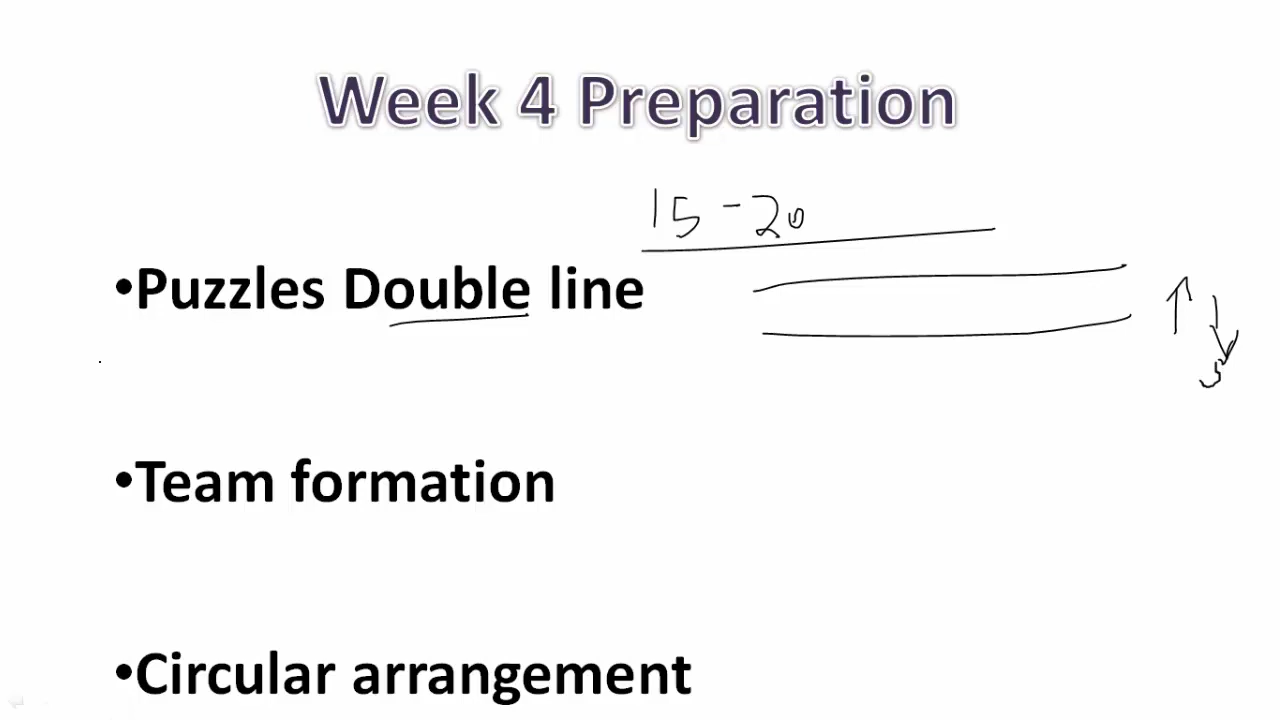 Week 4 Preparation
15-20
•Puzzles Double line
•Team formation
•Circular arrangement